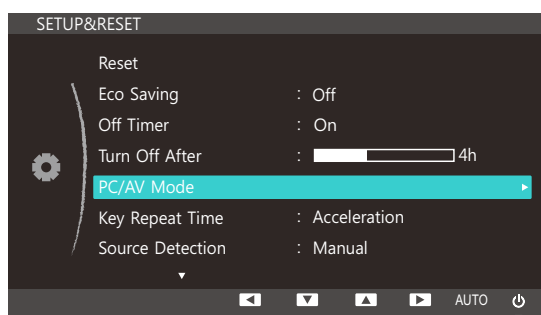 SETUP&RESET
Reset
Eco Saving : Off
Off Timer : On
Turn Off After : 4h
PC/AV Mode
Key Repeat Time : Acceleration
Source Detection : Manual
AUTO